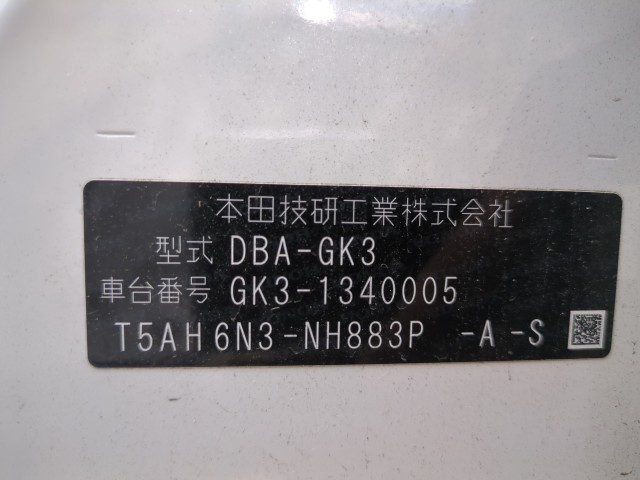 本田技研工業株式会社
型式 DBA-GK3
車台番号 GK3-1340005
T5AH6N3-NH883P -A-S